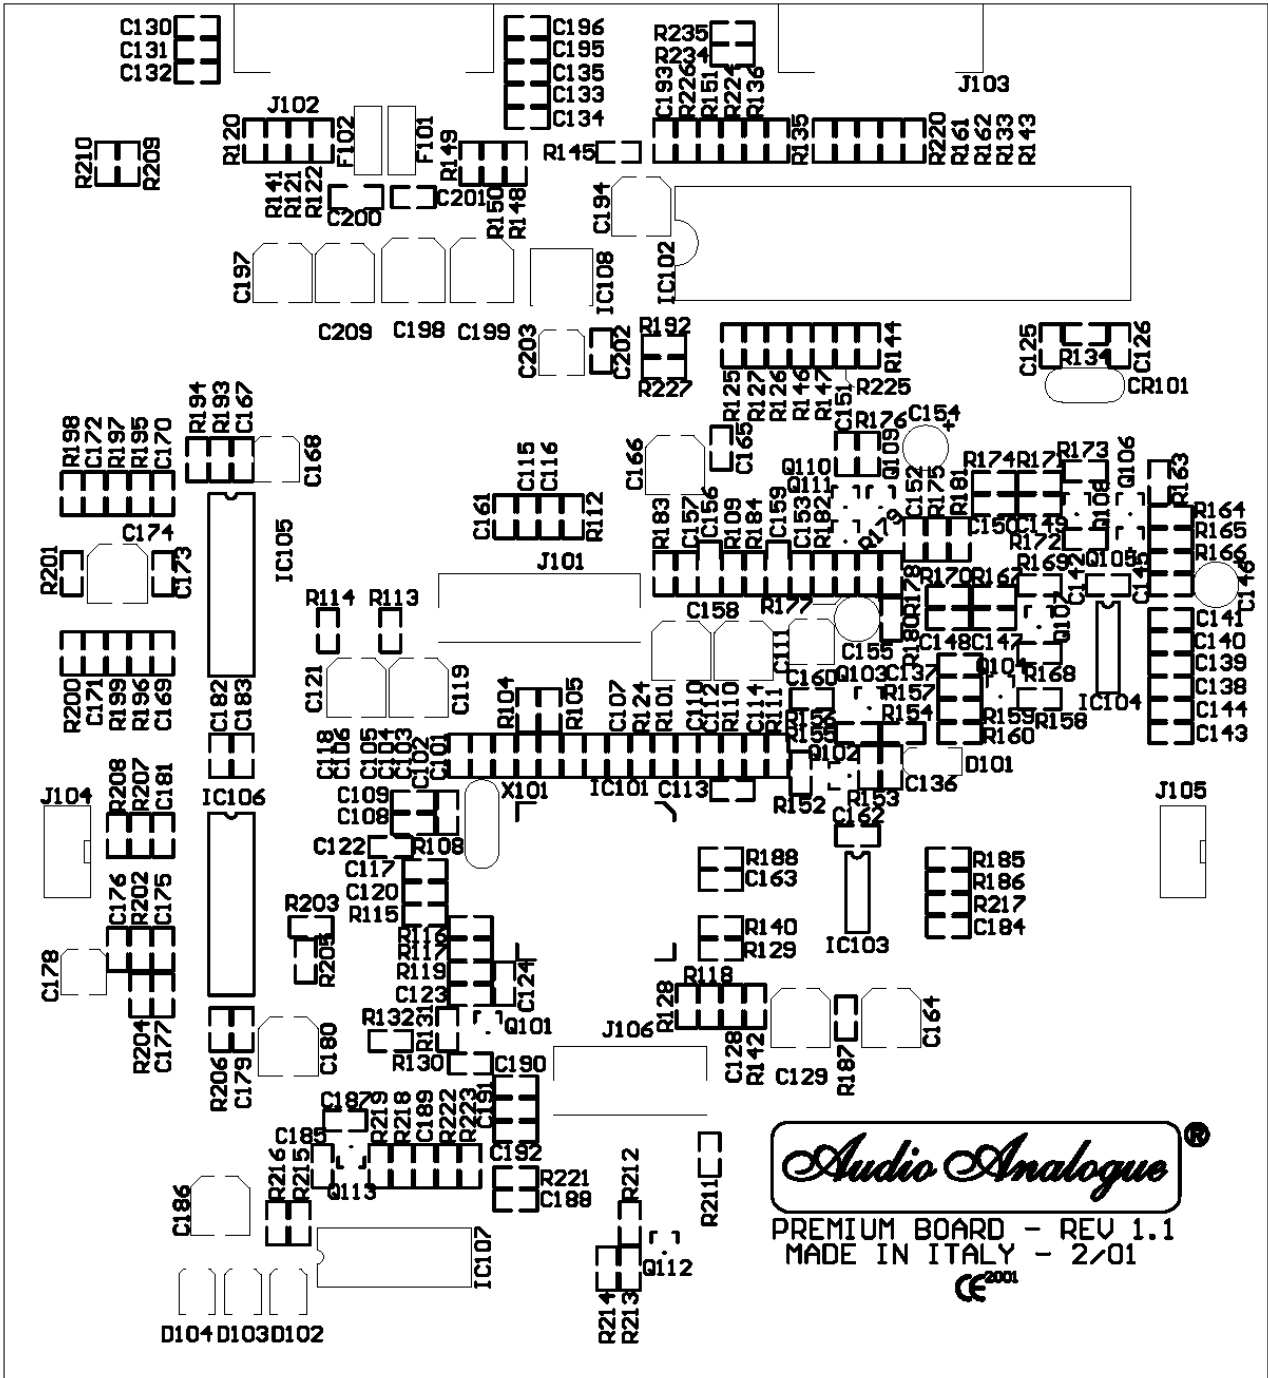 C130
C131
C132
C196
C195
C135
C133
C134
R235
R234
J102
J103
C193
R226
R151
R224
R136
R210
R209
R120
R141
R121
R122
F102
F101
R149
R150
R148
R145
R135
R220
R161
R162
R133
R143
C200
C201
C194
IC102
C197
C209
C198
C199
IC108
C203
C202
R192
R227
R125
R127
R126
R146
R147
R144
R225
C125
R134
C126
CR101
R194
R193
C167
C168
R198
C172
R197
R195
C170
C174
C173
R201
IC105
C161
C115
C116
R112
C166
C165
C151
R176
Q109
C154
+
Q110
Q111
R179
C152
R175
R181
R174
R171
R173
Q106
R163
C150
C149
Q108
R172
R164
R165
R166
Q105
R183
C157
C156
R109
R184
C159
C153
R182
J101
R177
R178
R180
R170
R167
R169
C142
C145
C146
R114
R113
C158
C111
C155
C148
C147
Q107
R168
C141
C140
C139
C138
C144
C143
R200
C171
R199
R196
C169
C182
C183
C121
C119
R104
R105
C107
R124
R101
C110
C112
R110
C114
R111
C160
Q103
C137
Q104
R157
R156
R155
R154
R159
R160
R158
IC104
C118
C106
C105
C104
C103
C102
C101
Q102
D101
J104
R208
R207
C181
IC106
C109
C108
X101
IC101
C113
R152
R153
C136
C162
J105
C122
R108
C117
C120
R115
R188
C163
R185
R186
R217
C184
IC103
C176
R202
C175
R203
R205
R116
R117
R119
C123
C124
R140
R129
C178
R204
C177
R206
C179
C180
R132
R131
R130
Q101
J106
R128
R118
C128
R142
C129
R187
C164
C190
C191
C192
C187
C185
R219
R218
C189
R222
R223
Q113
R221
C188
R216
R215
C186
R212
R211
Q112
R214
R213
IC107
D104
D103
D102
Audio Analogue ®
PREMIUM BOARD - REV 1.1
MADE IN ITALY - 2/01
CE 2001